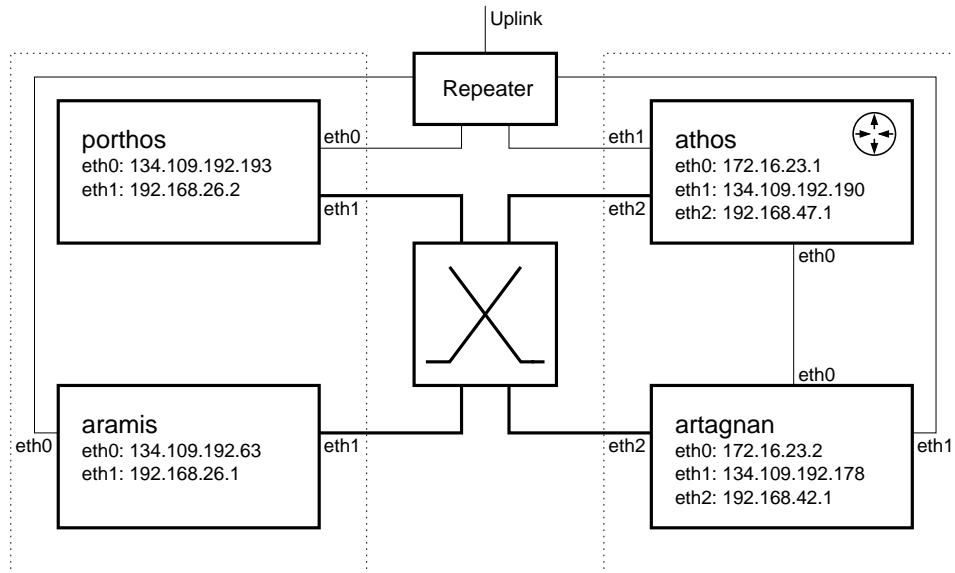 Uplink
Repeater
porthos
eth0: 134.109.192.193
eth1: 192.168.26.2
eth0
eth1
eth1
eth2
athos
eth0: 172.16.23.1
eth1: 134.109.192.190
eth2: 192.168.47.1
eth0
eth0
aramis
eth0: 134.109.192.63
eth1: 192.168.26.1
eth0
eth1
eth2
artagnan
eth0: 172.16.23.2
eth1: 134.109.192.178
eth2: 192.168.42.1
eth1